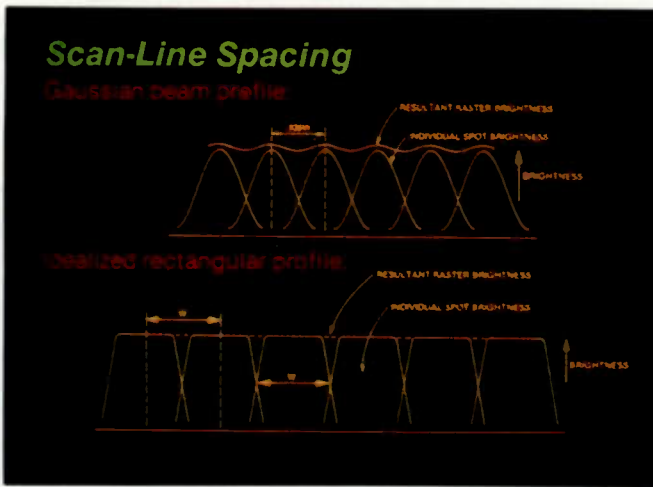 Scan-Line Spacing
Gaussian beam profile:
RESULTANT RASTER BRIGHTNESS
INDIVIDUAL SPOT BRIGHTNESS
BRIGHTNESS
Idealized rectangular profile:
RESULTANT RASTER BRIGHTNESS
INDIVIDUAL SPOT BRIGHTNESS
W
BRIGHTNESS
W